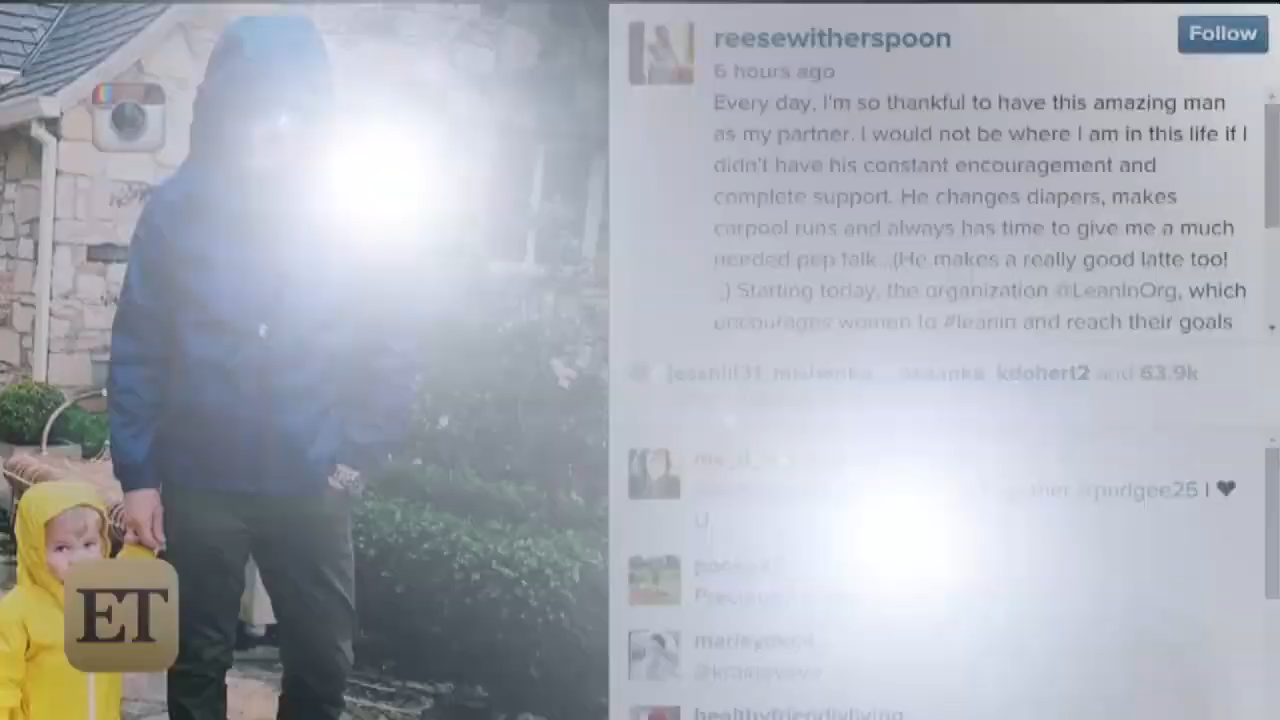 reesewitherspoon
Follow
6 hours ago
Every day, I'm so thankful to have this amazing man
as my partner. I would not be where I am in this life if I
didn't have his constant encouragement and
complete support. He changes diapers, makes
carpool runs and always has time to give me a much
needed pep talk...(He makes a really good latte too!
;) Starting today, the organization @LeanInOrg, which
encourages women to #leanin and reach their goals
kdohert2 and 63.9k
@pudgee25 I ♥
U
healthyfriendlyliving
ET